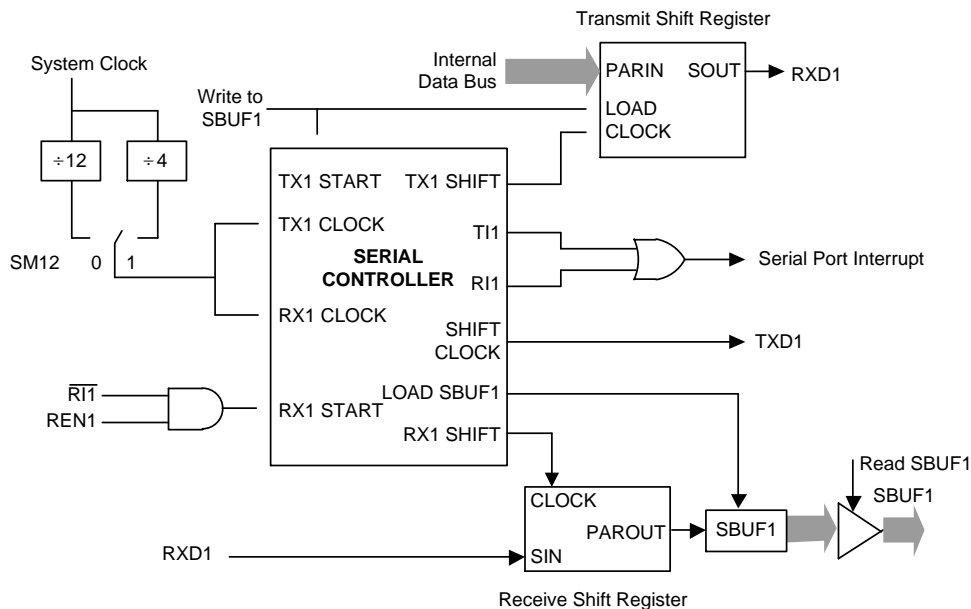 Transmit Shift Register
System Clock
Internal
Data Bus
PARIN SOUT
RXD1
Write to
SBUF1
LOAD
CLOCK
÷12
÷4
TX1 START
TX1 SHIFT
TX1 CLOCK
TI1
SM12 0 1
SERIAL
CONTROLLER
Serial Port Interrupt
RI1
RX1 CLOCK
SHIFT
CLOCK
TXD1
RI1
REN1
RX1 START
LOAD SBUF1
RX1 SHIFT
Read SBUF1
SBUF1
CLOCK
PAROUT
SBUF1
RXD1
SIN
Receive Shift Register